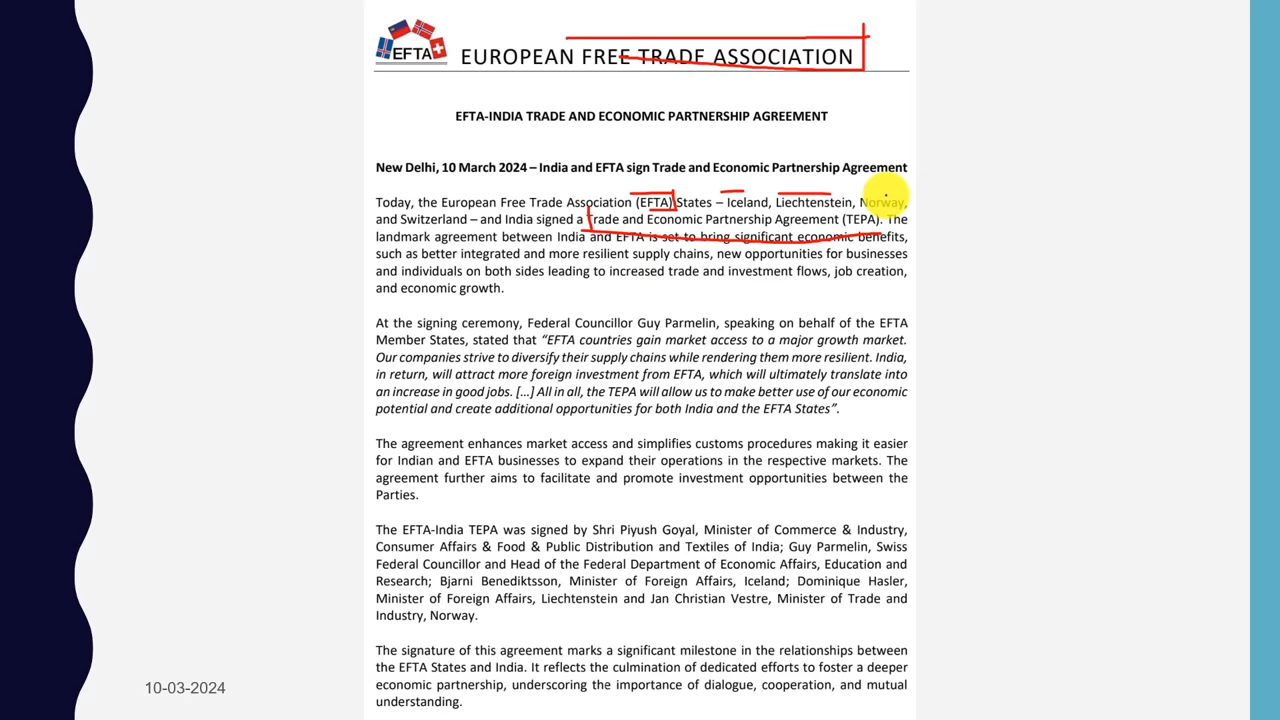 EFTA
EUROPEAN FREE TRADE ASSOCIATION
EFTA-INDIA TRADE AND ECONOMIC PARTNERSHIP AGREEMENT
New Delhi, 10 March 2024 – India and EFTA sign Trade and Economic Partnership Agreement
Today, the European Free Trade Association (EFTA) States – Iceland, Liechtenstein, Norway,
and Switzerland – and India signed a Trade and Economic Partnership Agreement (TEPA). The
landmark agreement between India and EFTA is set to bring significant economic benefits,
such as better integrated and more resilient supply chains, new opportunities for businesses
and individuals on both sides leading to increased trade and investment flows, job creation,
and economic growth.
At the signing ceremony, Federal Councillor Guy Parmelin, speaking on behalf of the EFTA
Member States, stated that “EFTA countries gain market access to a major growth market.
Our companies strive to diversify their supply chains while rendering them more resilient. India,
in return, will attract more foreign investment from EFTA, which will ultimately translate into
an increase in good jobs. […] All in all, the TEPA will allow us to make better use of our economic
potential and create additional opportunities for both India and the EFTA States”.
The agreement enhances market access and simplifies customs procedures making it easier
for Indian and EFTA businesses to expand their operations in the respective markets. The
agreement further aims to facilitate and promote investment opportunities between the
Parties.
The EFTA-India TEPA was signed by Shri Piyush Goyal, Minister of Commerce & Industry,
Consumer Affairs & Food & Public Distribution and Textiles of India; Guy Parmelin, Swiss
Federal Councillor and Head of the Federal Department of Economic Affairs, Education and
Research; Bjarni Benediktsson, Minister of Foreign Affairs, Iceland; Dominique Hasler,
Minister of Foreign Affairs, Liechtenstein and Jan Christian Vestre, Minister of Trade and
Industry, Norway.
The signature of this agreement marks a significant milestone in the relationships between
the EFTA States and India. It reflects the culmination of dedicated efforts to foster a deeper
economic partnership, underscoring the importance of dialogue, cooperation, and mutual
understanding.
10-03-2024